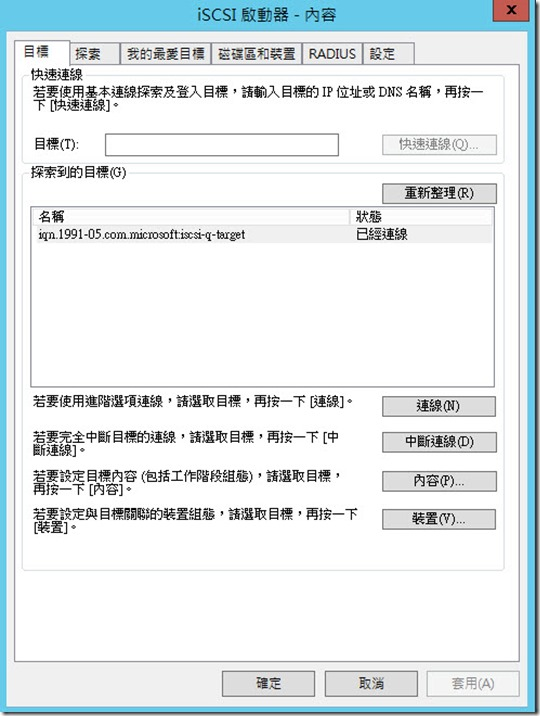 iSCSI 啟動器 - 內容
x
目標 探索 我的最愛目標 磁碟區和裝置 RADIUS 設定
快速連線
若要使用基本連線探索及登入目標，請輸入目標的 IP 位址或 DNS 名稱，再按一
下 [快速連線]。
目標(T): 快速連線(Q)...
探索到的目標(G)
重新整理(R)
名稱 狀態
iqn.1991-05.com.microsoft:iscsi-q-target 已經連線
若要使用進階選項連線，請選取目標，再按一下 [連線]。 連線(N)
若要完全中斷目標的連線，請選取目標，再按一下 [中
斷連線]。 中斷連線(D)
若要設定目標內容 (包括工作階段組態)，請選取目標，
再按一下 [內容]。 內容(P)...
若要設定與目標關聯的裝置組態，請選取目標，再按一下
[裝置]。 裝置(V)...
確定 取消 套用(A)